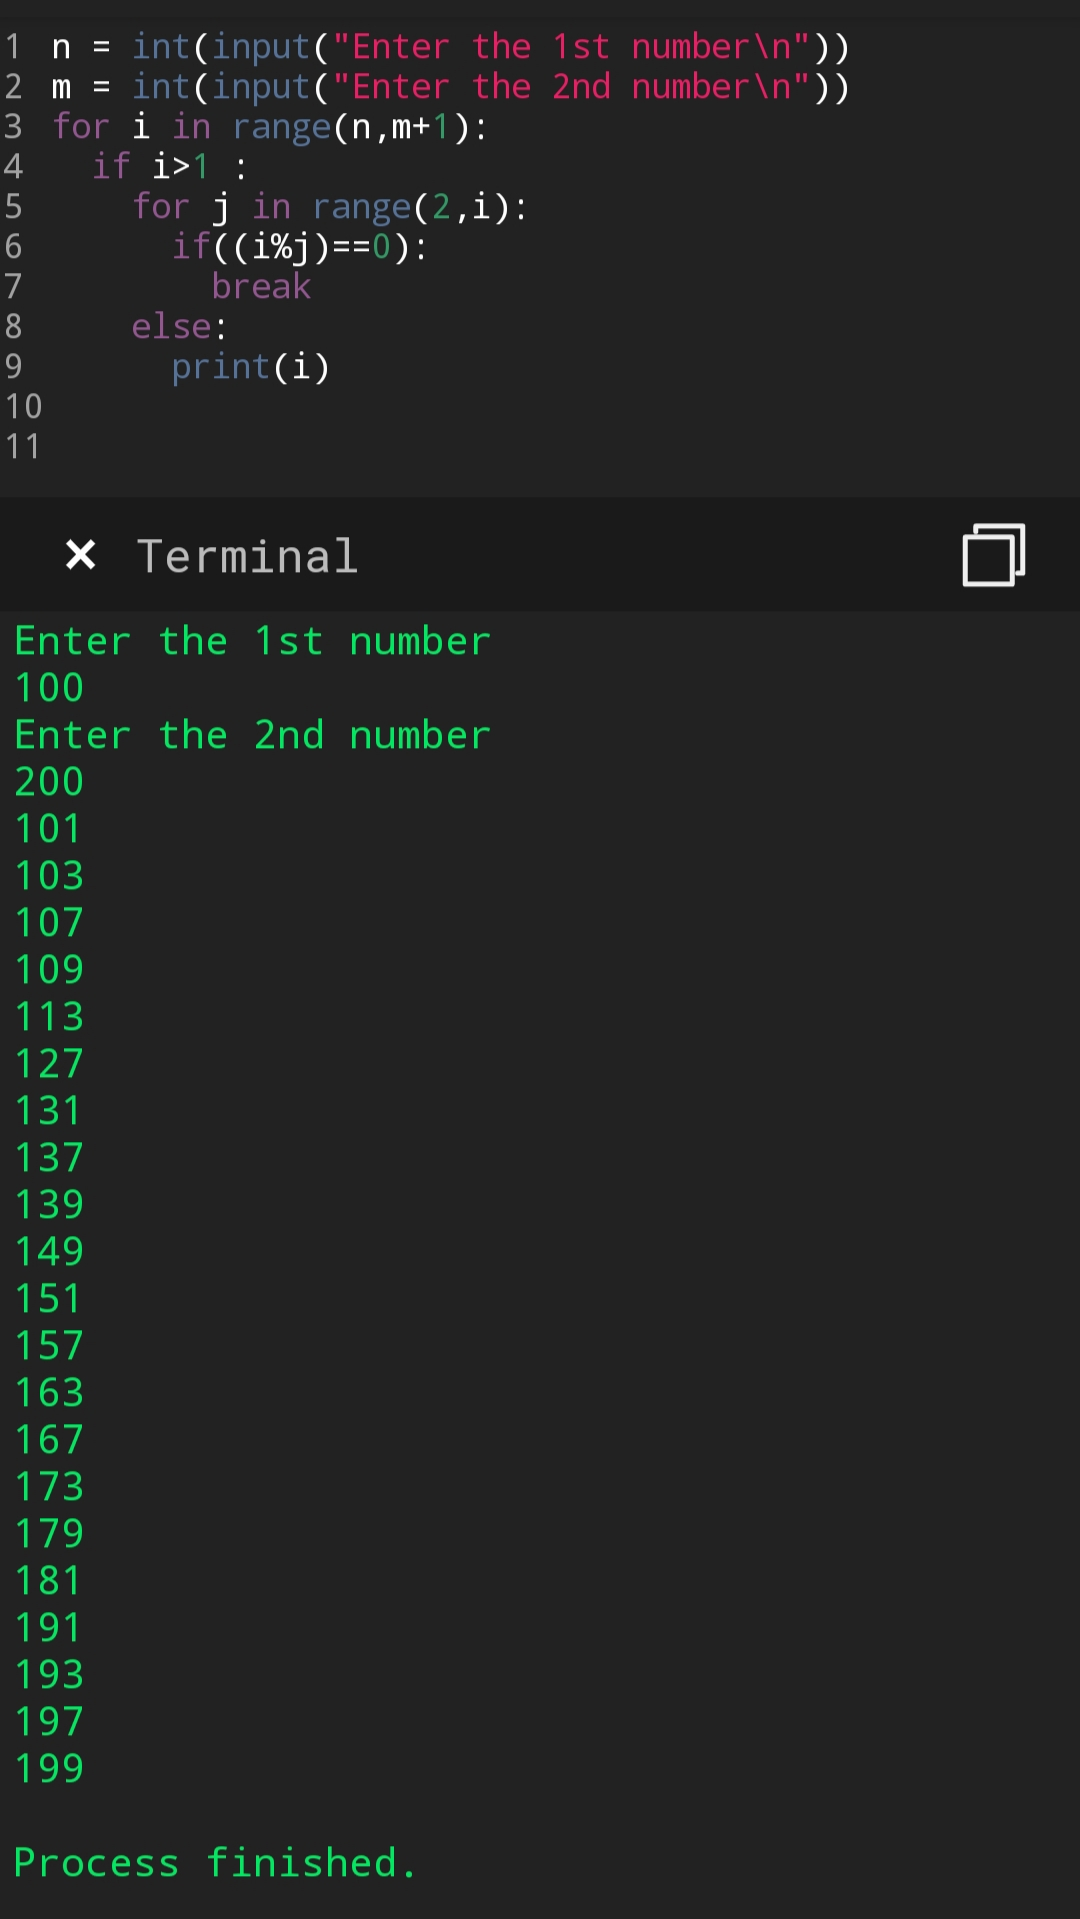 1 n = int(input("Enter the 1st number\n"))
2 m = int(input("Enter the 2nd number\n"))
3 for i in range(n,m+1):
4   if i>1 :
5     for j in range(2,i):
6       if((i%j)==0):
7         break
8     else:
9       print(i)
10
11
× Terminal
Enter the 1st number
100
Enter the 2nd number
200
101
103
107
109
113
127
131
137
139
149
151
157
163
167
173
179
181
191
193
197
199
Process finished.